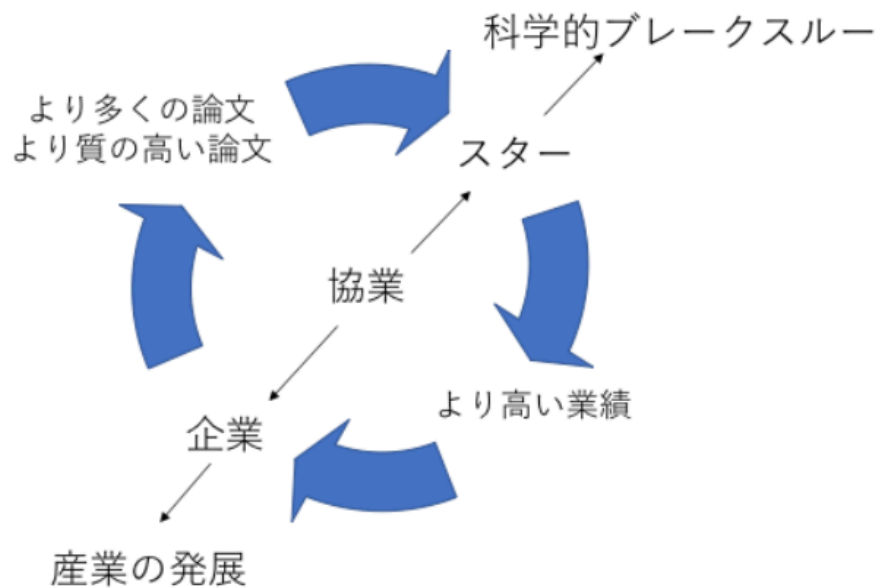 科学的ブレークスルー
より多くの論文
より質の高い論文
スター
協業
より高い業績
企業
産業の発展